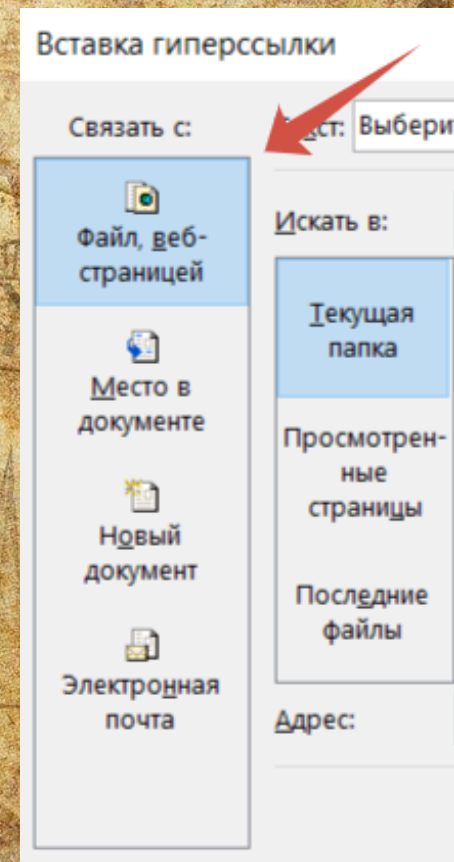 Вставка гиперссылки
Связать с:
Выбери
Файл, веб-
страницей
Место в
документе
Новый
документ
Электронная
почта
Искать в:
Текущая
папка
Просмотрен-
ные
страницы
Последние
файлы
Адрес: